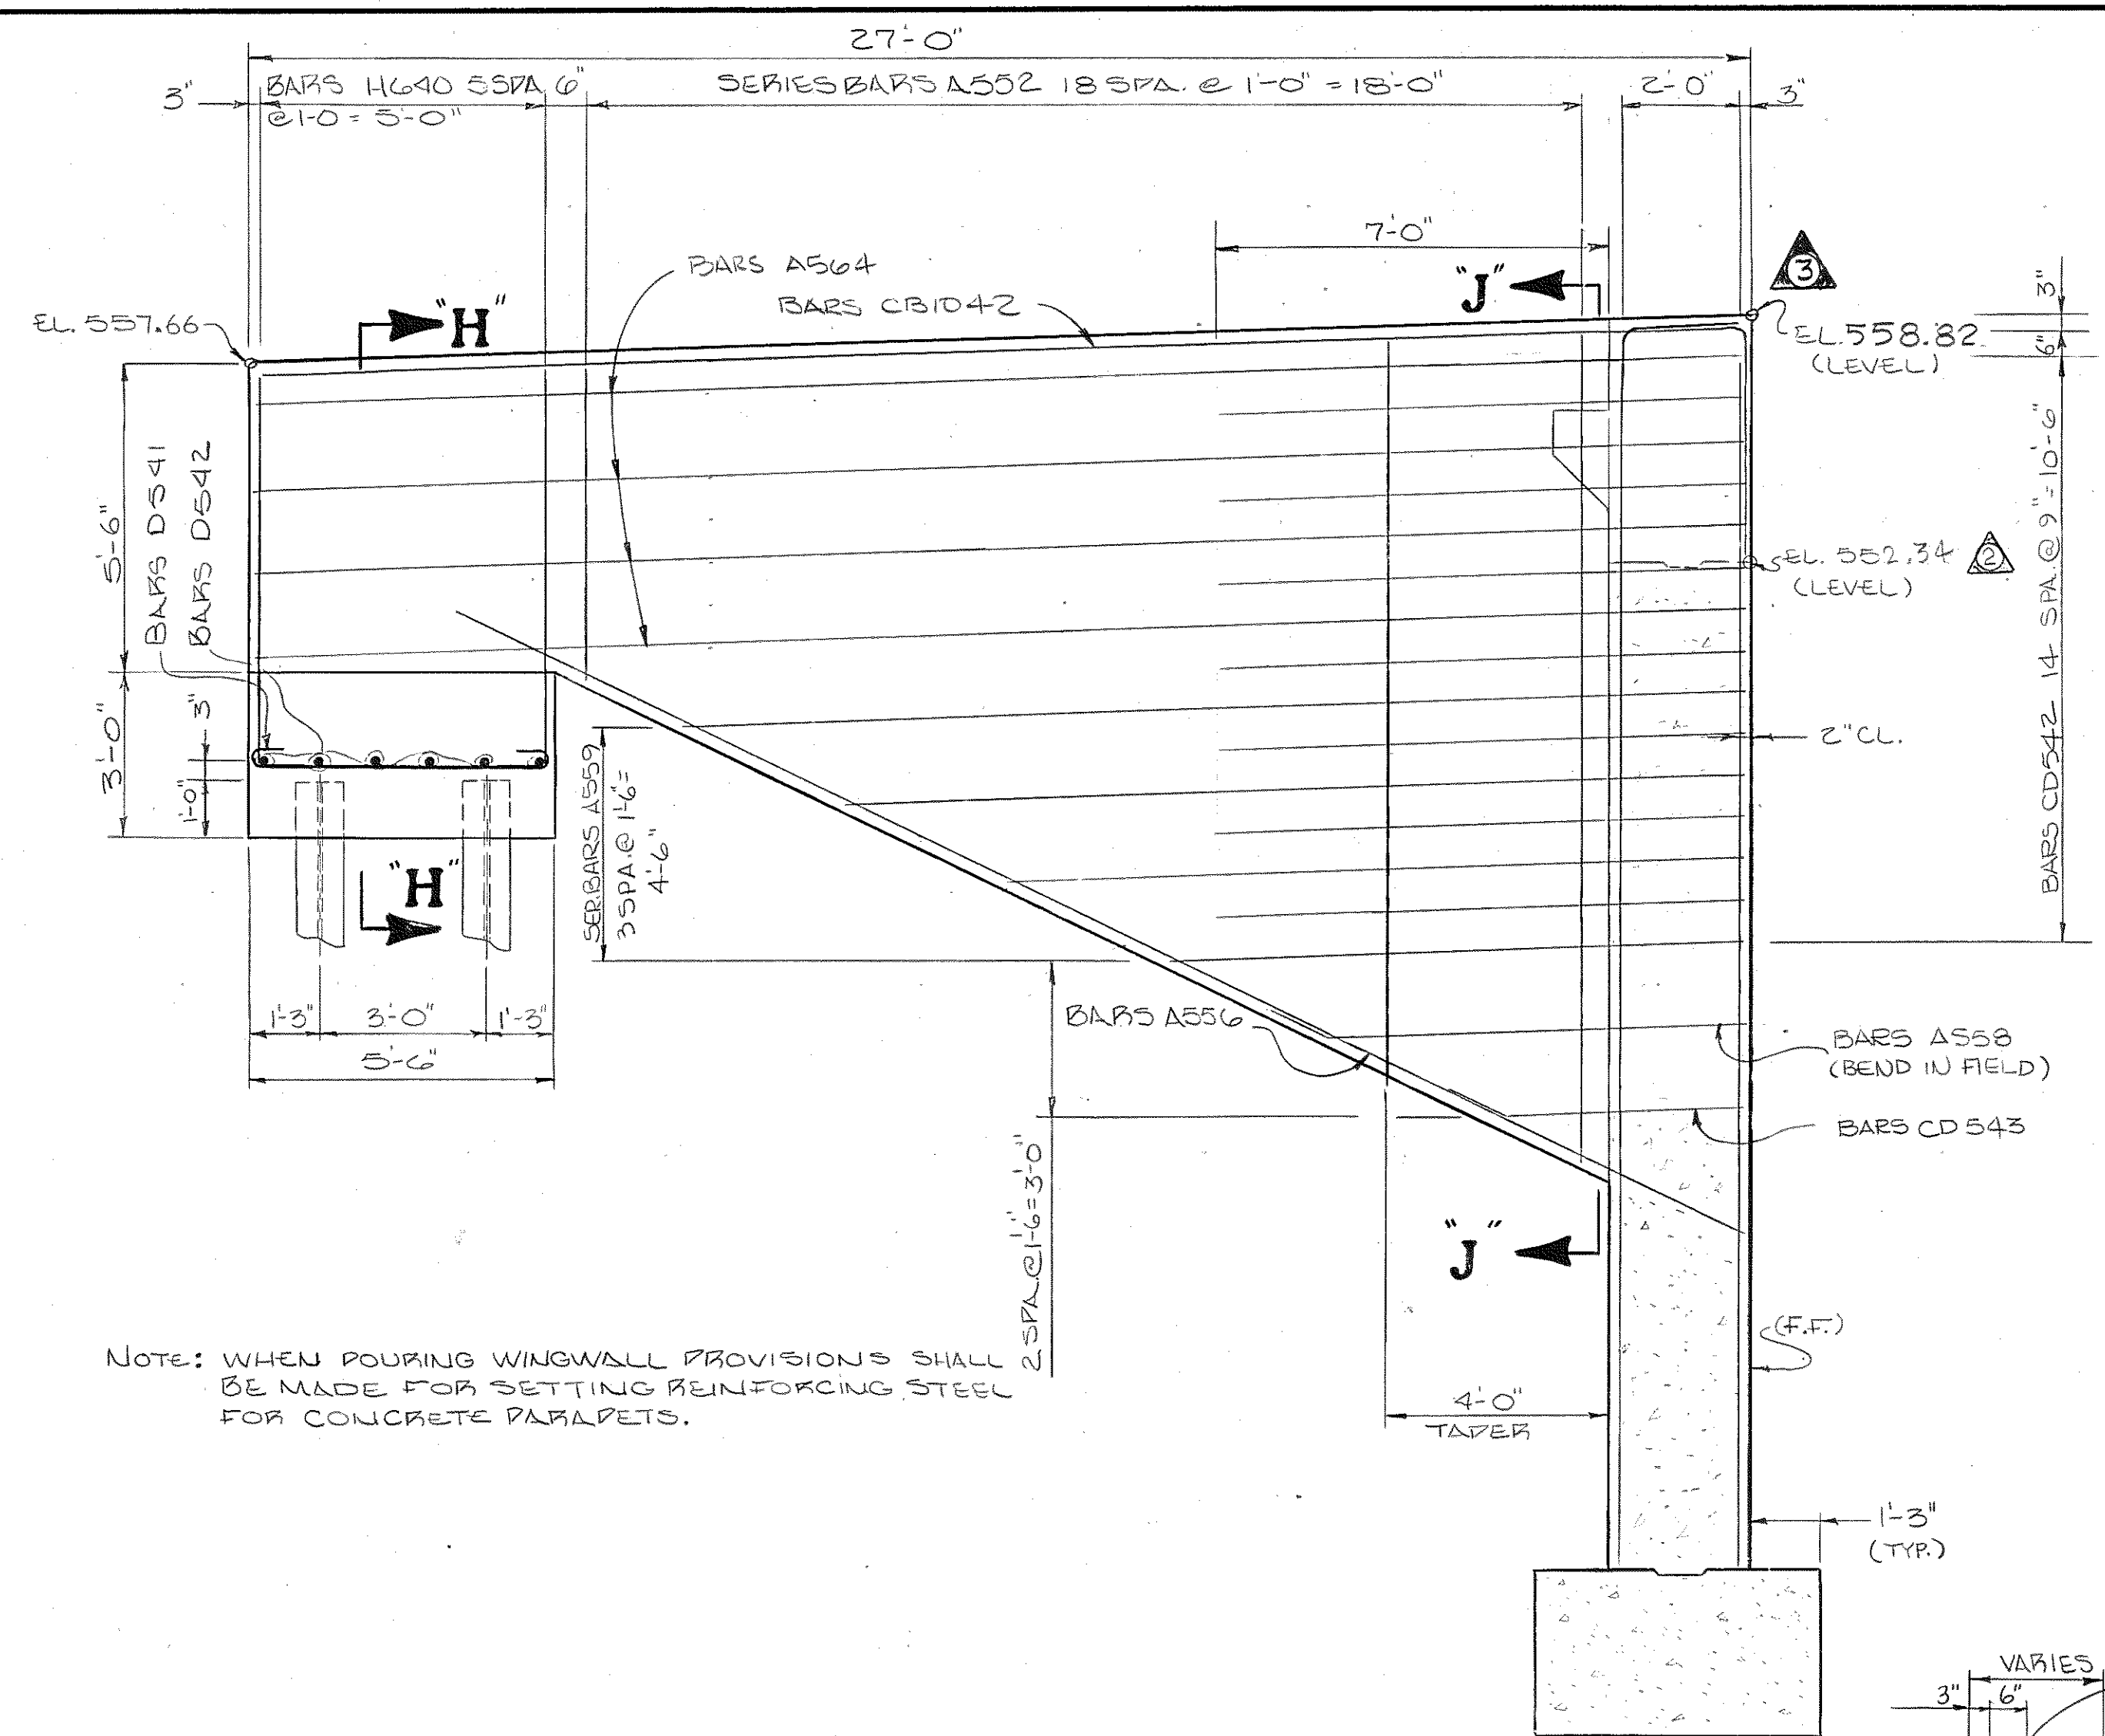 27'-0"
3"
BARS H640 5SPA 6"
@1-0 = 5'-0"
SERIES BARS A552 18 SPA. @ 1'-0" = 18'-0"
2'-0"
3"
7'-0"
BARS A564
BARS CB1042
"H"
"J"
3
EL. 557.66
EL. 558.82
(LEVEL)
3"
6"
5'-6"
BARS D541
BARS D542
BARS CD542 14 SPA. @ 9" = 10'-6"
EL. 552.34
(LEVEL)
2
3'-0"
3"
1'-0"
2" CL.
SER. BARS A559
3 SPA. @ 1'-6" =
4'-6"
"H"
1'-3"
3'-0"
1'-3"
5'-6"
BARS A556
BARS A558
(BEND IN FIELD)
BARS CD 543
2 SPA. @ 1'-6" = 3'-0"
"J"
(F.F.)
NOTE: WHEN POURING WINGWALL PROVISIONS SHALL
BE MADE FOR SETTING REINFORCING STEEL
FOR CONCRETE PARAPETS.
4'-0"
TAPER
1'-3"
(TYP.)
VARIES
3"
6"